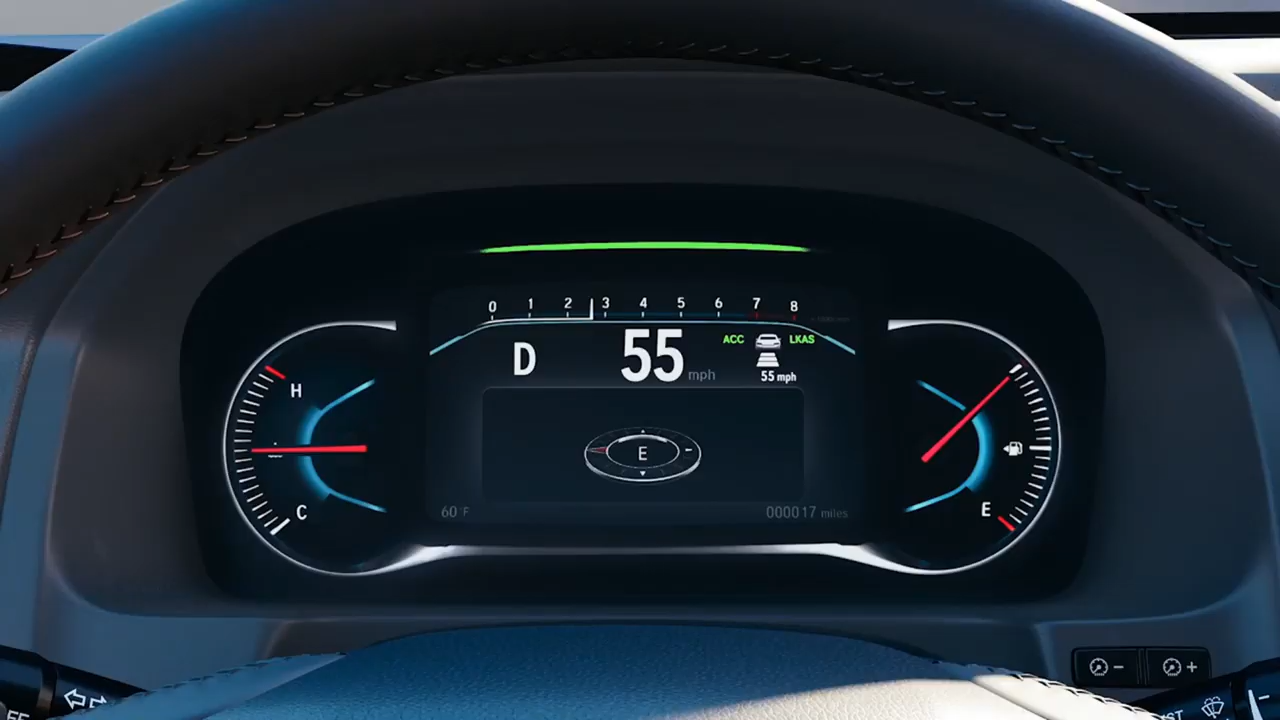 0 1 2 3 4 5 6 7 8
D 55 mph
ACC LKAS
55 mph
H
C
E
E
60°F
000017 miles